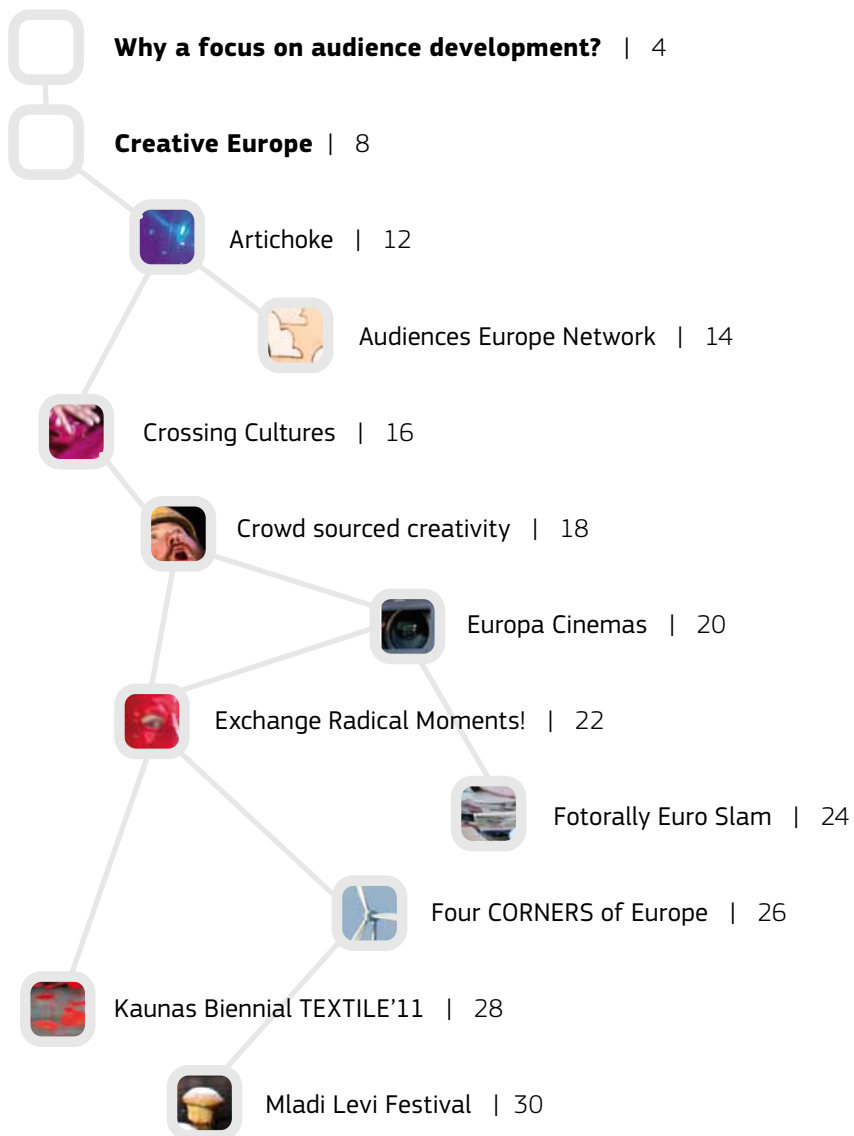 Why a focus on audience development? | 4
Creative Europe | 8
Artichoke | 12
Audiences Europe Network | 14
Crossing Cultures | 16
Crowd sourced creativity | 18
Europa Cinemas | 20
Exchange Radical Moments! | 22
Fotorally Euro Slam | 24
Four CORNERS of Europe | 26
Kaunas Biennial TEXTILE’11 | 28
Mladi Levi Festival | 30